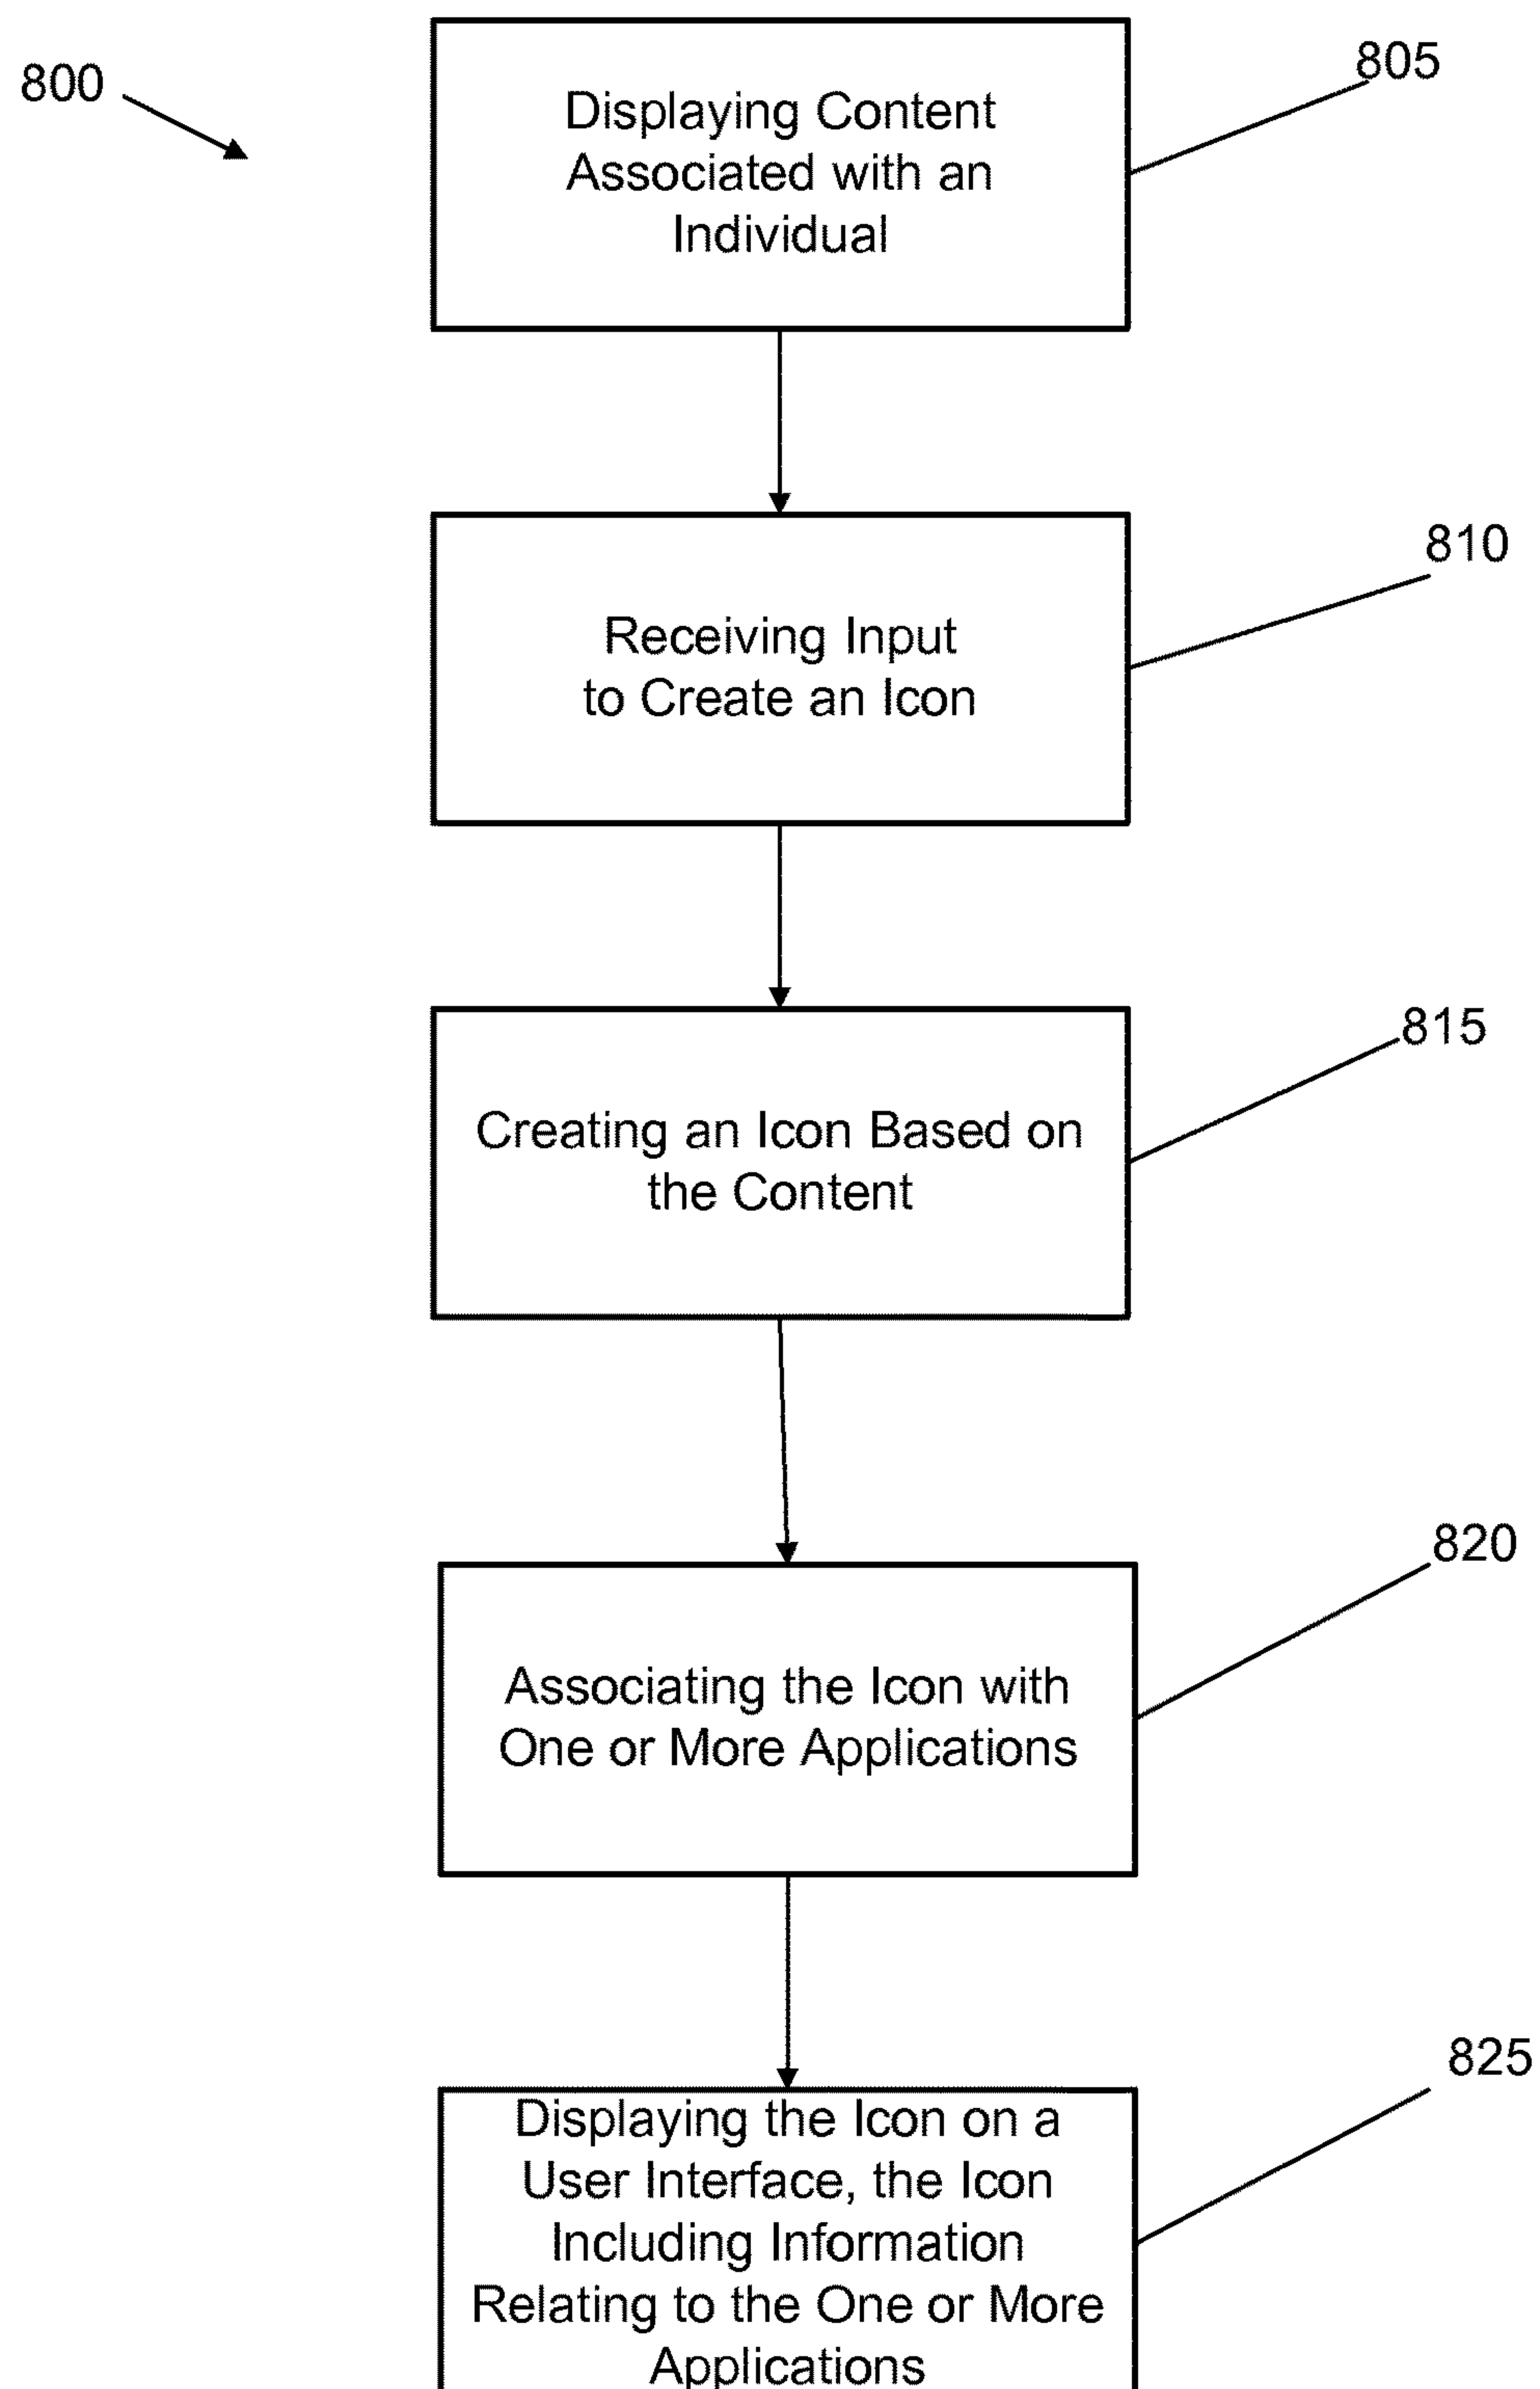 800
805
Displaying Content
Associated with an
Individual
810
Receiving Input
to Create an Icon
815
Creating an Icon Based on
the Content
820
Associating the Icon with
One or More Applications
825
Displaying the Icon on a
User Interface, the Icon
Including Information
Relating to the One or More
Applications